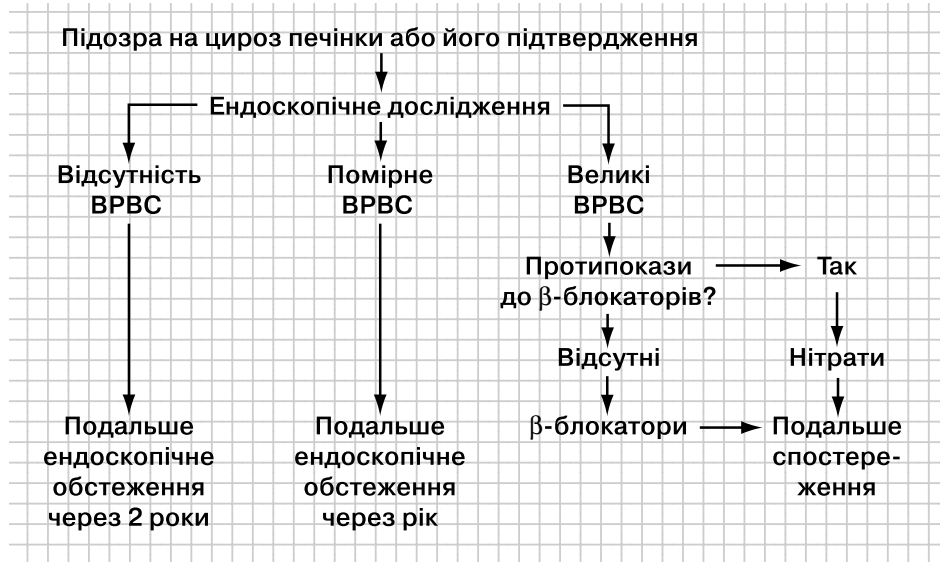 Підозра на цироз печінки або його підтвердження
Ендоскопічне дослідження
Відсутність
ВРВС
Помірне
ВРВС
Великі
ВРВС
Протипокази
до β-блокаторів?
Так
Відсутні
Нітрати
Подальше
ендоскопічне
обстеження
через 2 роки
Подальше
ендоскопічне
обстеження
через рік
β-блокатори
Подальше
спостере-
ження